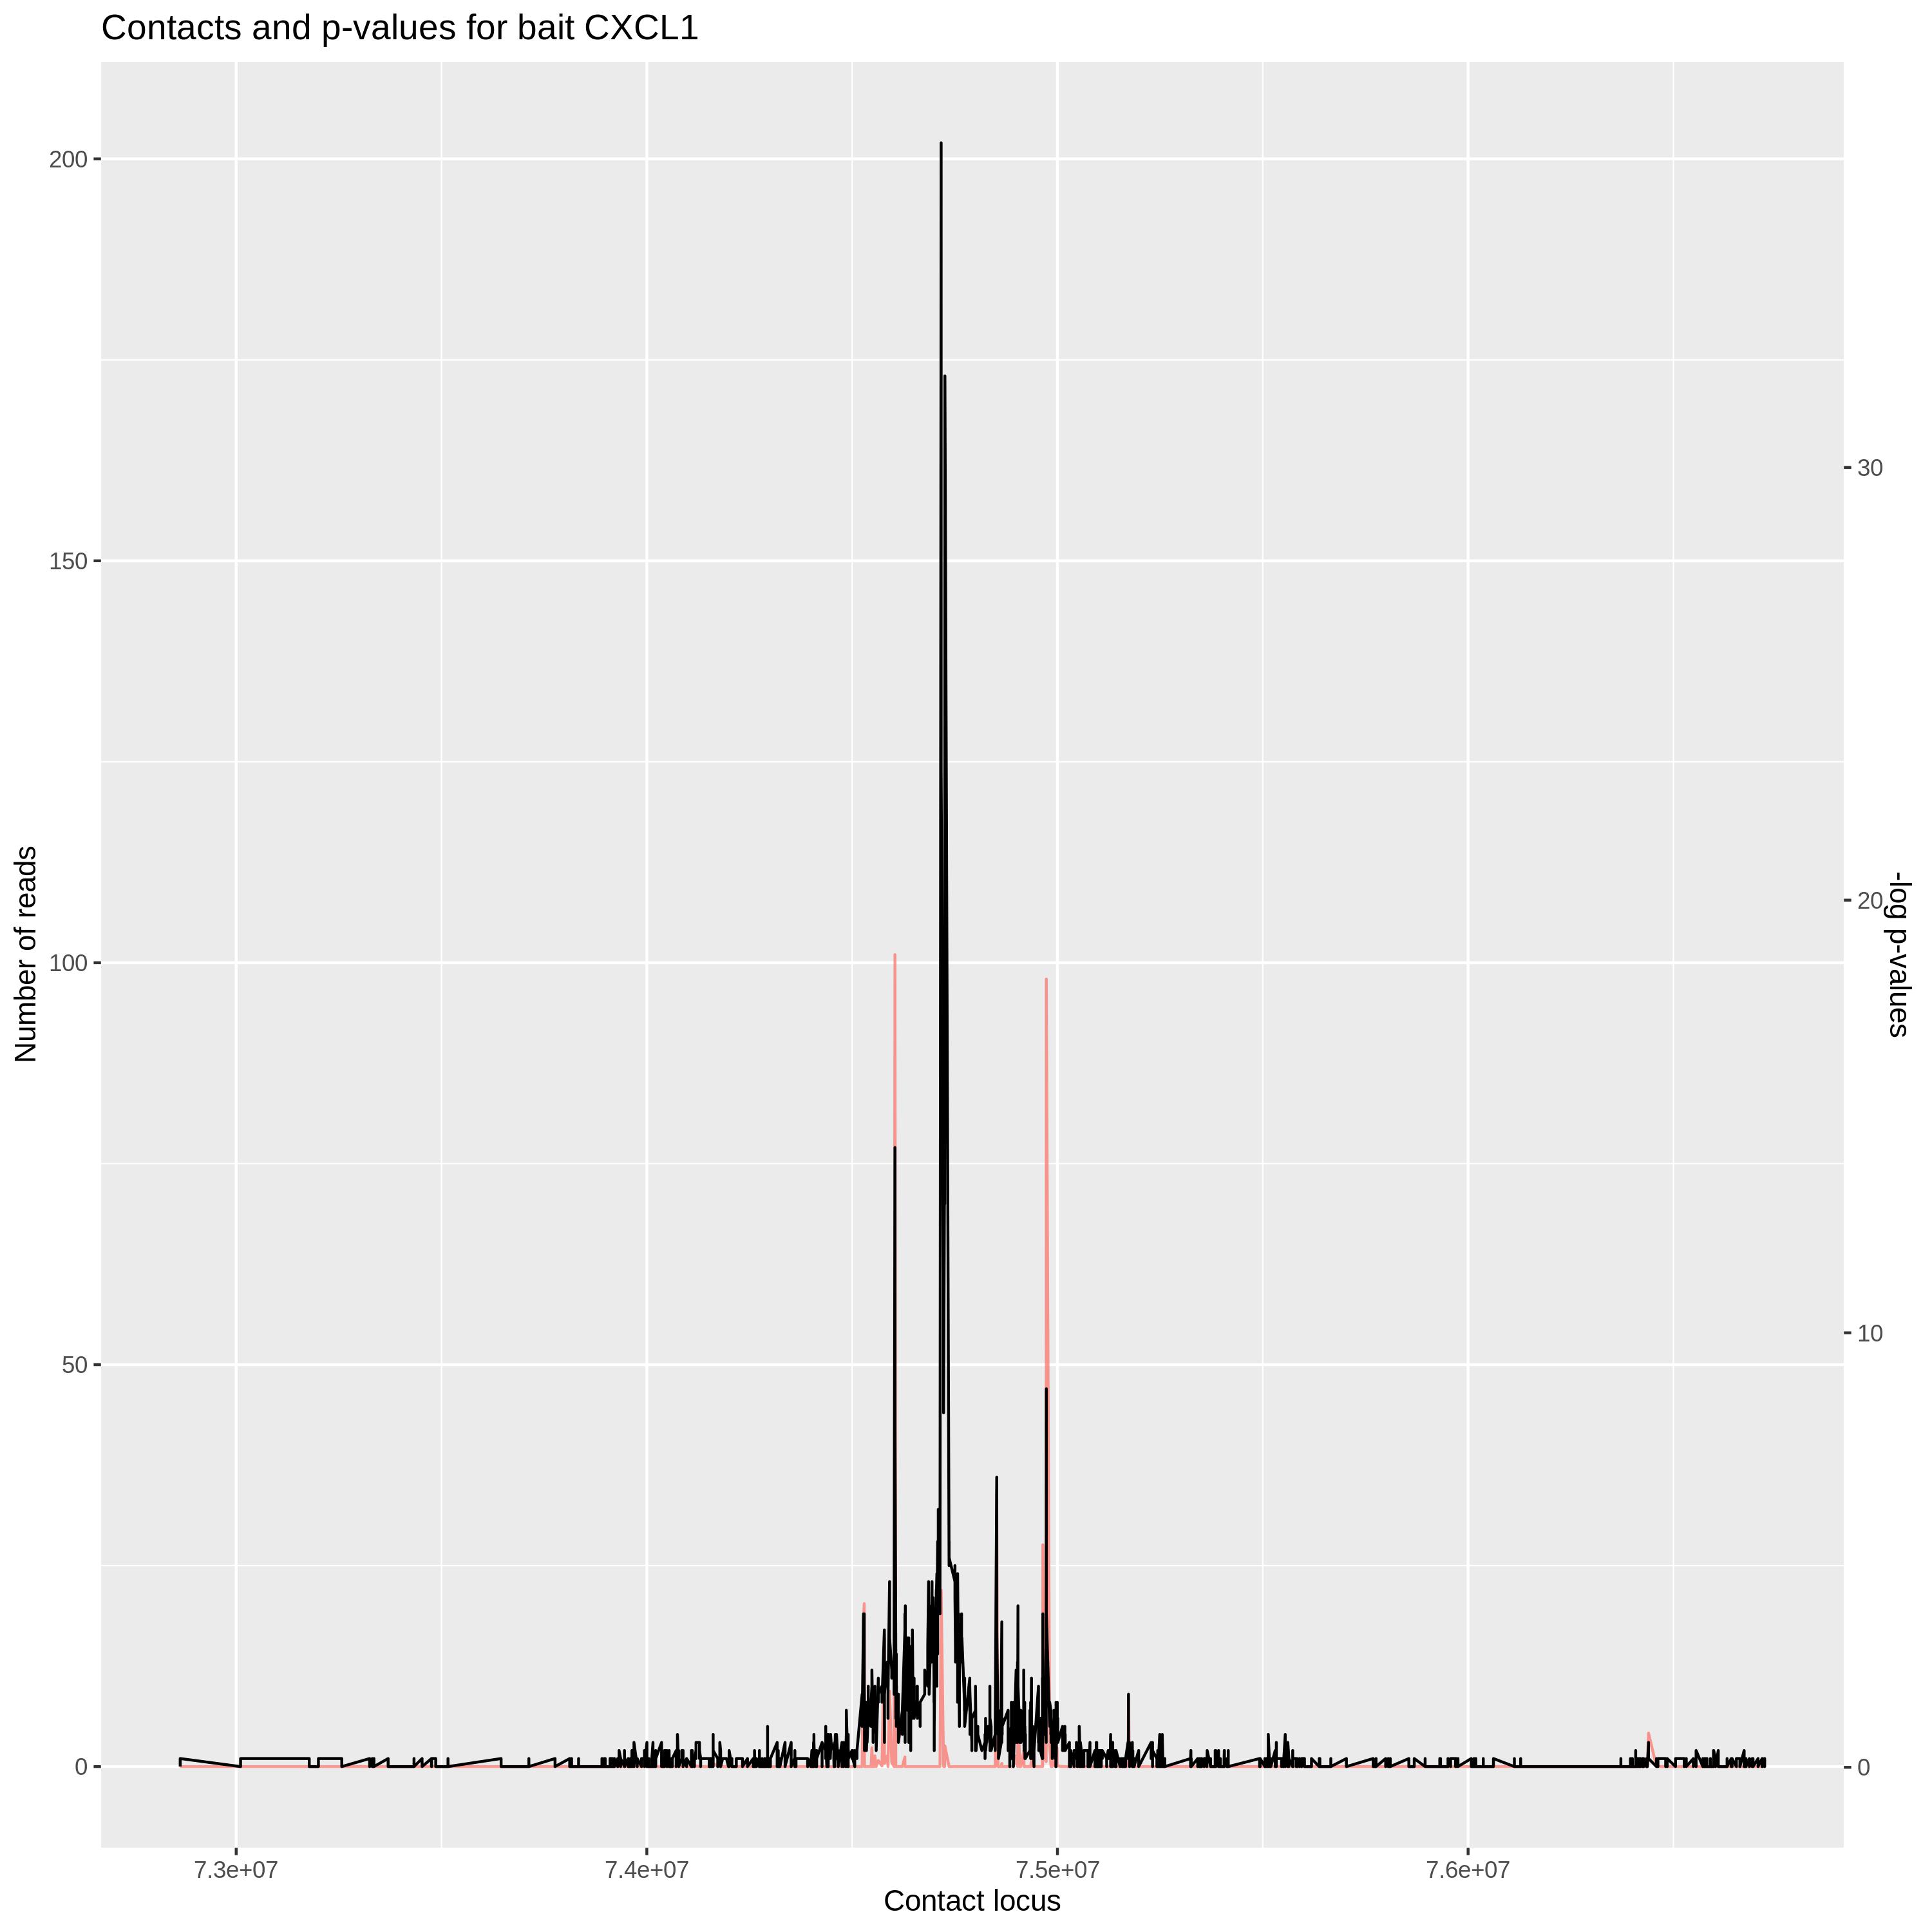 Contacts and p-values for bait CXCL1
200
150
100
50
0
Number of reads
30
20
10
0
-log p-values
7.3e+07
7.4e+07
7.5e+07
7.6e+07
Contact locus